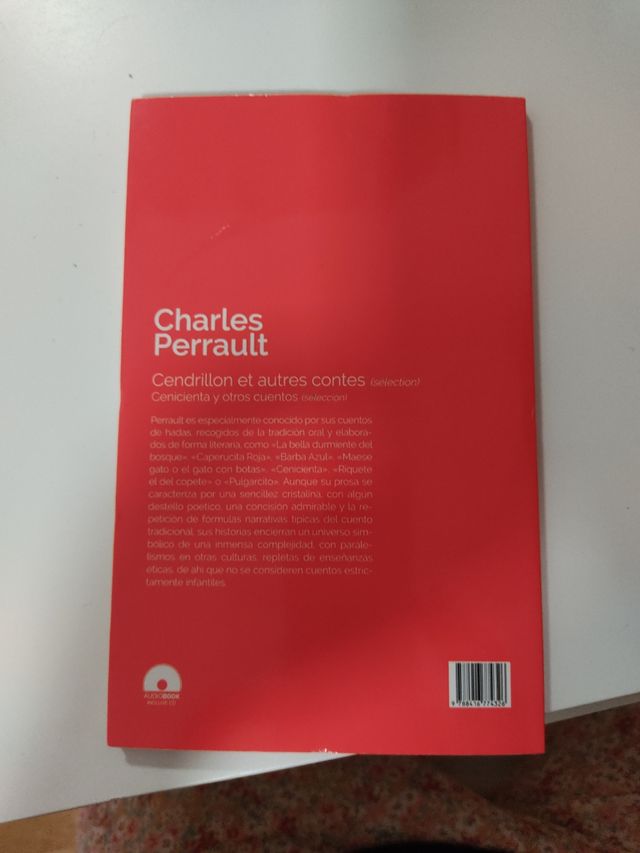 Charles
Perrault
Cendrillon et autres contes (sélection)
Cenicienta y otros cuentos (selección)
Perrault es especialmente conocido por sus cuentos
de hadas, recogidos de la tradición oral y elabora-
dos de forma literaria, como «La bella durmiente del
bosque», «Caperucita Roja», «Barba Azul», «Maese
gato o el gato con botas», «Cenicienta», «Riquete
el del copete» o «Pulgarcito». Aunque su prosa se
caracteriza por una sencillez cristalina, con algún
destello poético, una concisión admirable y la re-
petición de fórmulas narrativas típicas del cuento
tradicional, sus historias encierran un universo sim-
bólico de una inmensa complejidad, con parale-
lismos en otras culturas, repletas de enseñanzas
éticas, de ahí que no se consideren cuentos estric-
tamente infantiles.
AUDIOBOOK
INCLUYE CD
9 788416 774326